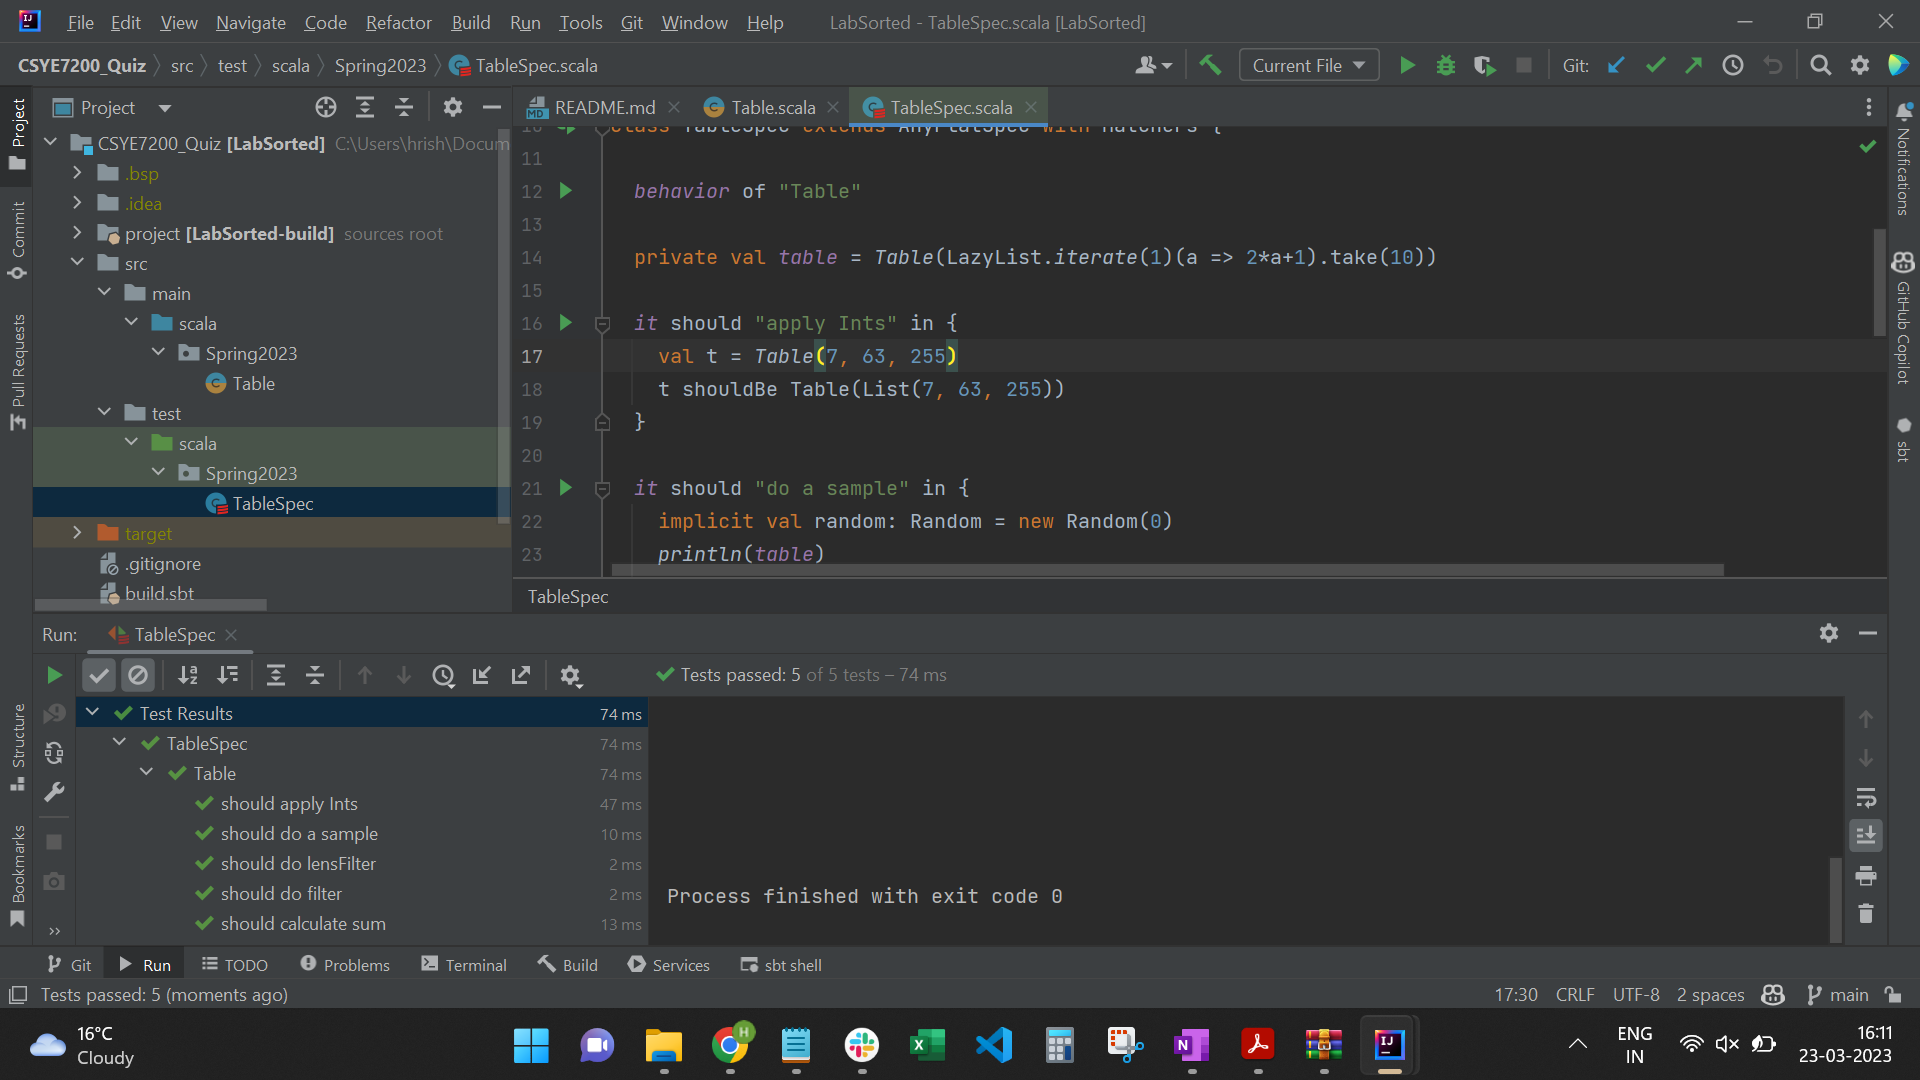 File Edit View Navigate Code Refactor Build Run Tools Git Window Help LabSorted - TableSpec.scala [LabSorted]
CSYE7200_Quiz src test scala Spring2023 TableSpec.scala Current File Git:
Project
README.md Table.scala TableSpec.scala
CSYE7200_Quiz [LabSorted] C:\Users\hrish\Docum
.bsp
.idea
project [LabSorted-build] sources root
src
main
scala
Spring2023
Table
test
scala
Spring2023
TableSpec
target
.gitignore
build.sbt
Project
Commit
Pull Requests
Structure
Bookmarks
class TableSpec extends AnyFlatSpec with Matchers {
11
12 behavior of "Table"
13
14 private val table = Table(LazyList.iterate(1)(a => 2*a+1).take(10))
15
16 it should "apply Ints" in {
17 val t = Table(7, 63, 255)
18 t shouldBe Table(List(7, 63, 255))
19 }
20
21 it should "do a sample" in {
22 implicit val random: Random = new Random(0)
23 println(table)
TableSpec
Notifications
GitHub Copilot
sbt
Run: TableSpec
Tests passed: 5 of 5 tests – 74 ms
Test Results 74 ms
TableSpec 74 ms
Table 74 ms
should apply Ints 47 ms
should do a sample 10 ms
should do lensFilter 2 ms
should do filter 2 ms
should calculate sum 13 ms
Process finished with exit code 0
Git Run TODO Problems Terminal Build Services sbt shell
Tests passed: 5 (moments ago) 17:30 CRLF UTF-8 2 spaces main
16°C
Cloudy
ENG
IN
16:11
23-03-2023